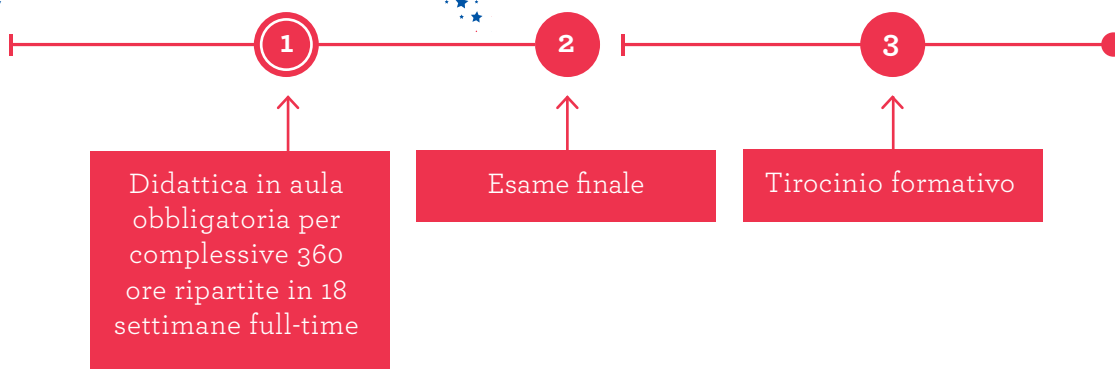 1
2
3
Didattica in aula
obbligatoria per
complessive 360
ore ripartite in 18
settimane full-time
Esame finale
Tirocinio formativo